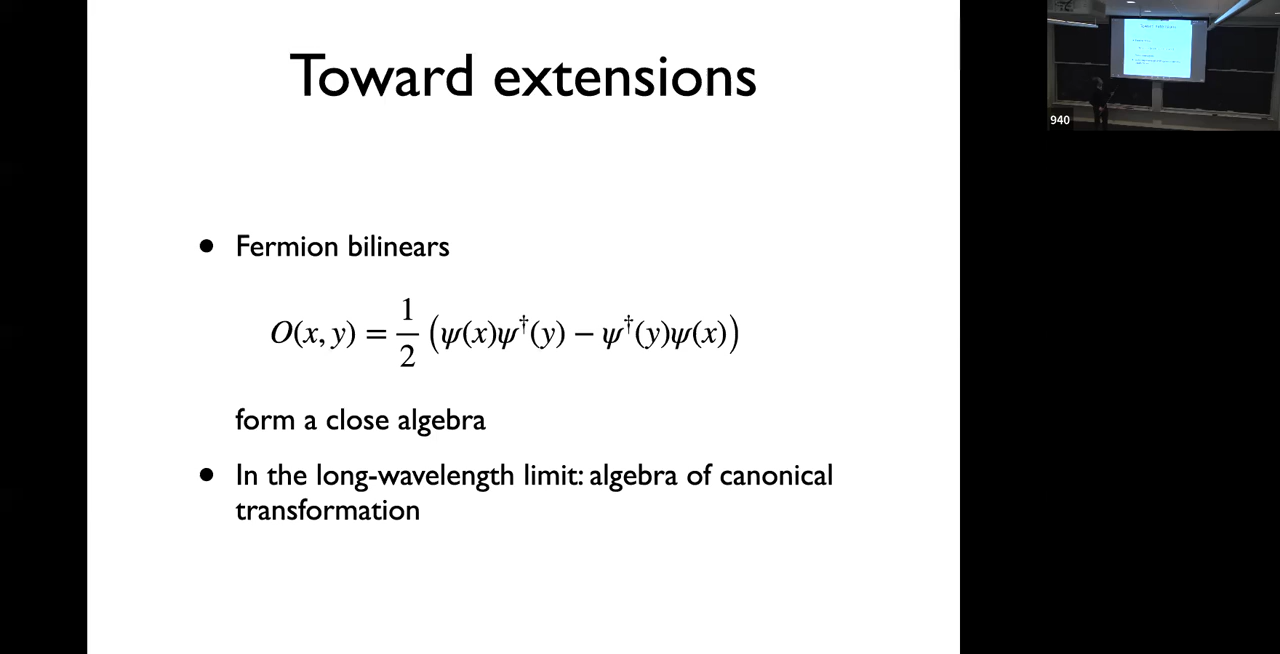 Toward extensions
• Fermion bilinears
O(x, y) = 1/2 (ψ(x)ψ†(y) − ψ†(y)ψ(x))
form a close algebra
• In the long-wavelength limit: algebra of canonical
transformation
940